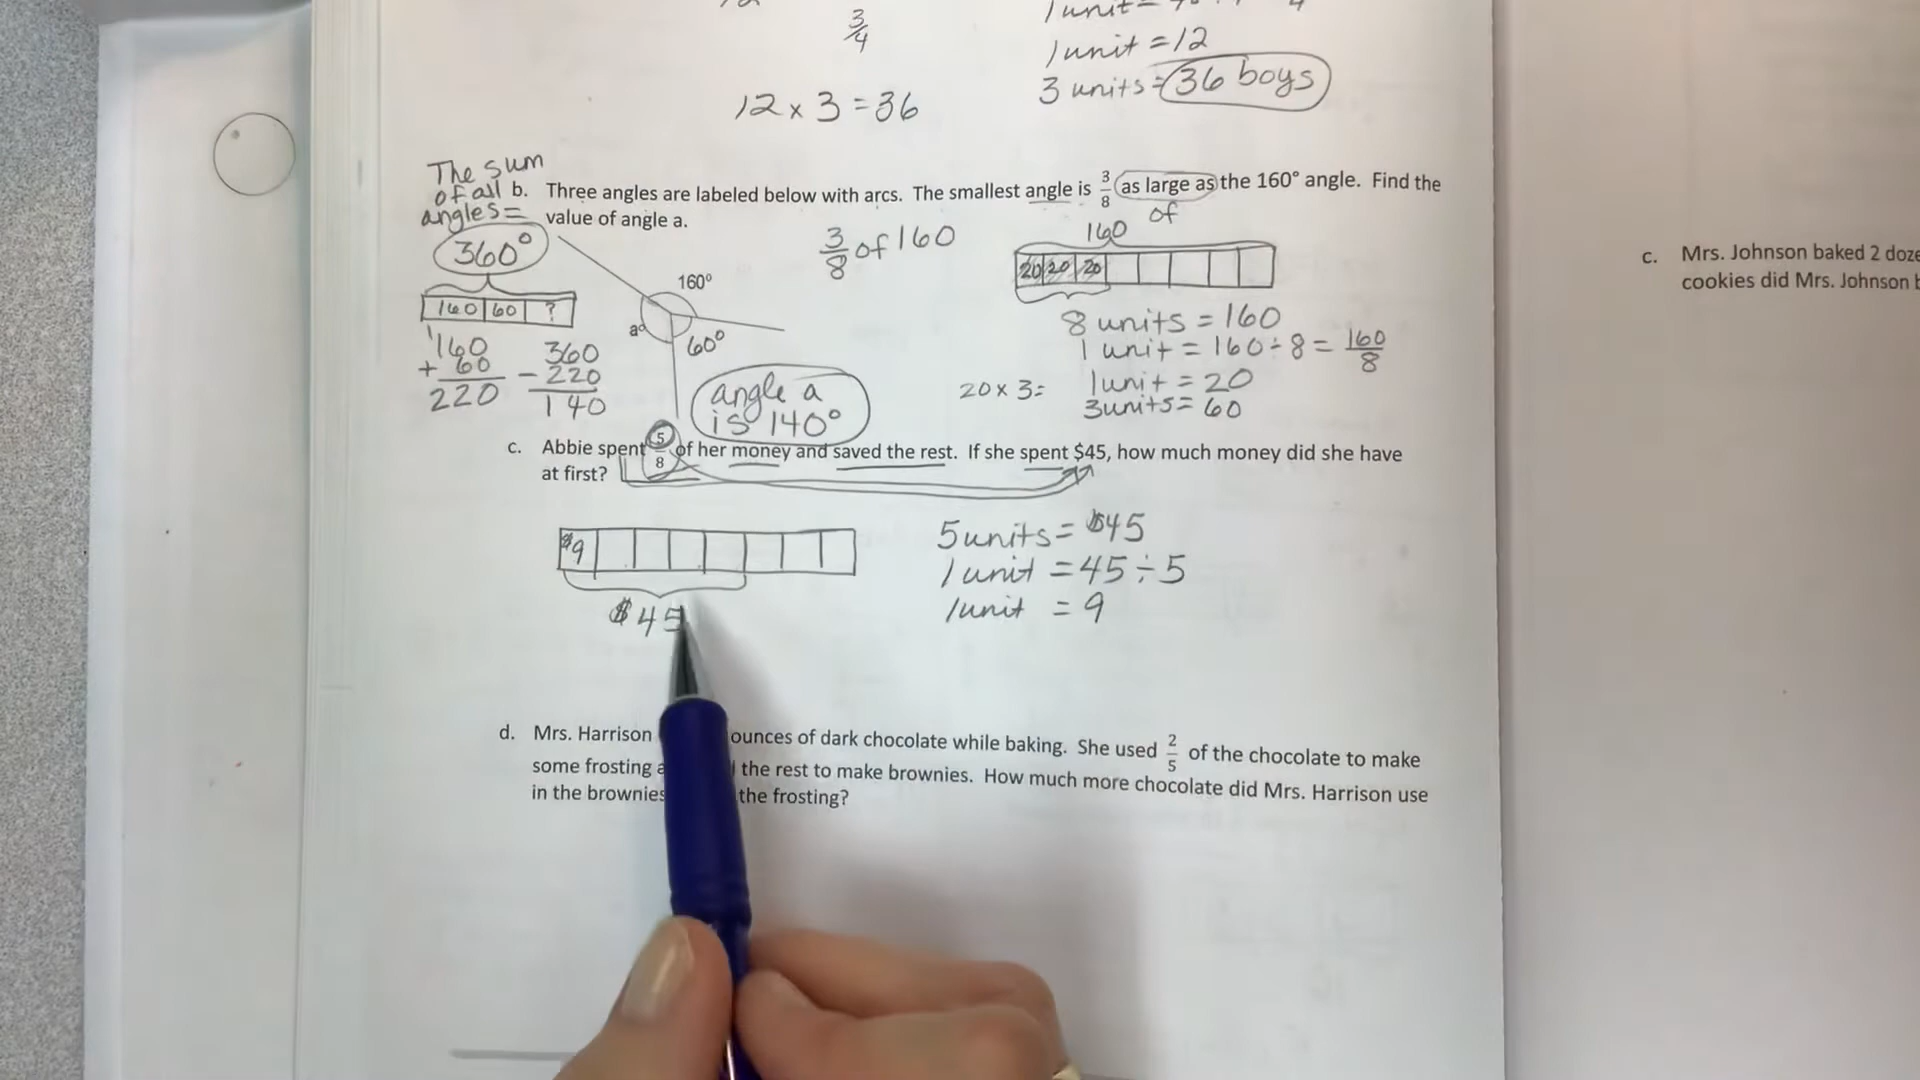 3/4
1 unit
1 unit = 12
3 units = 36 boys
12 x 3 = 36
The sum
of all
angles =
360°
b. Three angles are labeled below with arcs. The smallest angle is 3/8 as large as the 160° angle. Find the
value of angle a.
of
3/8 of 160
160
20 20 20
160°
a°
60°
160 60 ?
1
160
+ 60
220
360
- 220
140
angle a
is 140°
8 units = 160
1 unit = 160 ÷ 8 = 160/8
1 unit = 20
20 x 3 =
3 units = 60
c. Abbie spent 5/8 of her money and saved the rest. If she spent $45, how much money did she have
at first?
$9
$45
5 units = $45
1 unit = 45 ÷ 5
1 unit = 9
d. Mrs. Harrison ounces of dark chocolate while baking. She used 2/5 of the chocolate to make
some frosting the rest to make brownies. How much more chocolate did Mrs. Harrison use
in the brownies the frosting?
c. Mrs. Johnson baked 2
cookies did Mrs. Johnson